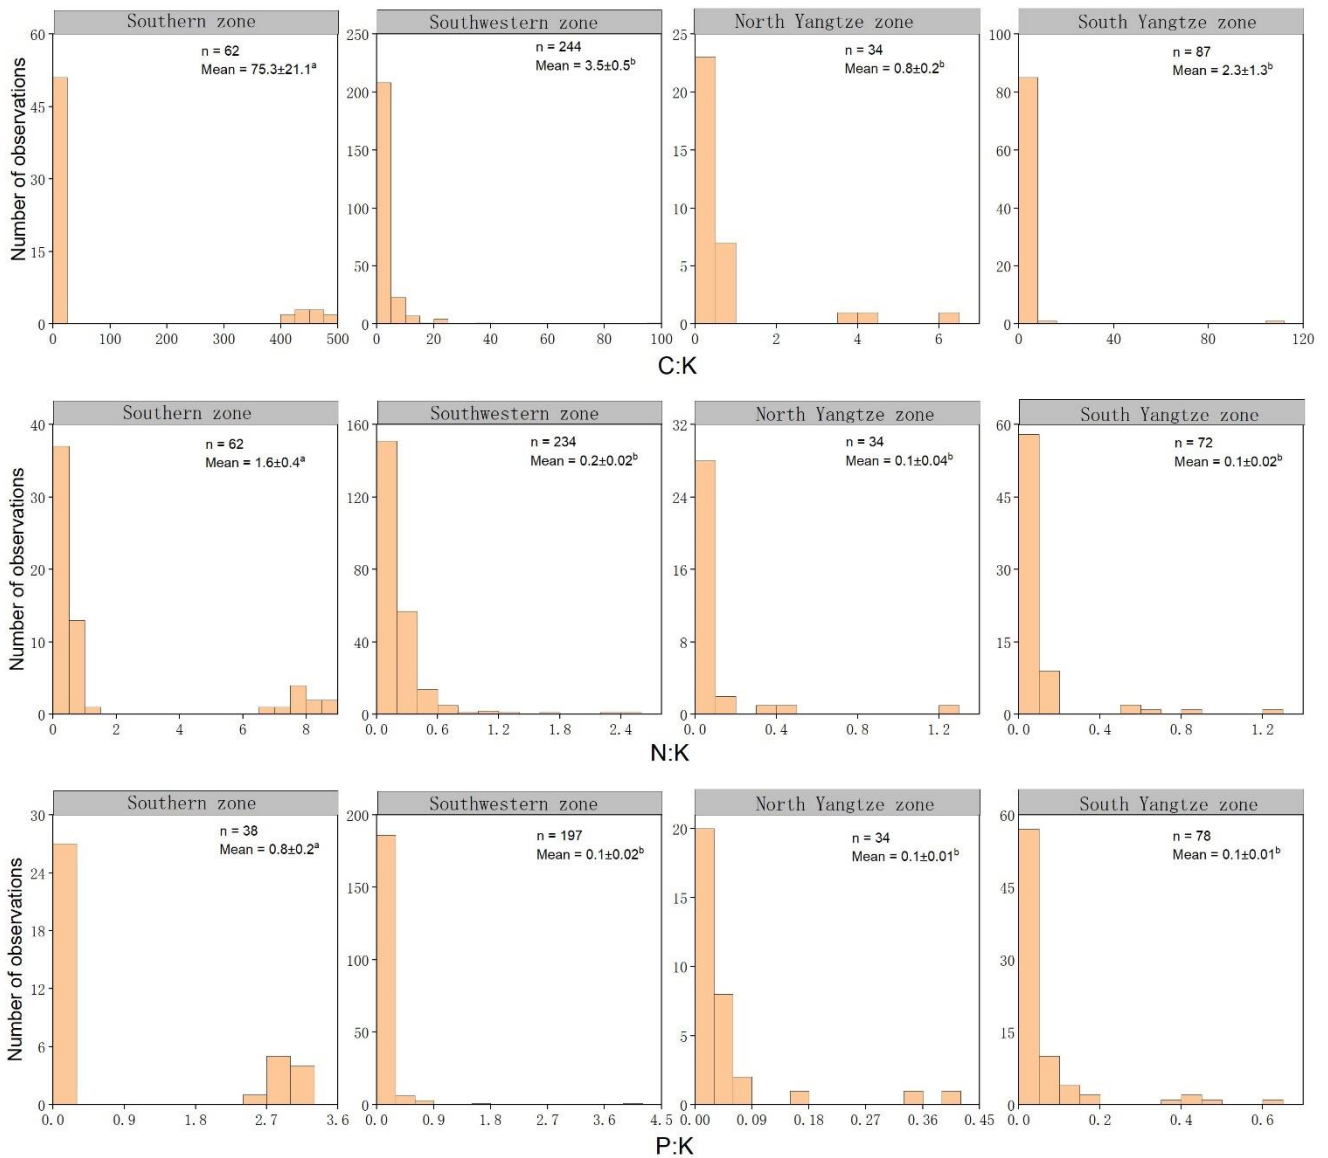 Southern zone
Southwestern zone
North Yangtze zone
South Yangtze zone
n = 62
Mean = 75.3±21.1ᵃ
n = 244
Mean = 3.5±0.5ᵇ
n = 34
Mean = 0.8±0.2ᵇ
n = 87
Mean = 2.3±1.3ᵇ
Number of observations
60
45
30
15
0
250
200
150
100
50
0
25
20
15
10
5
0
100
80
60
40
20
0
0 100 200 300 400 500
0 20 40 60 80 100
0 2 4 6
0 40 80 120
C:K
Southern zone
Southwestern zone
North Yangtze zone
South Yangtze zone
n = 62
Mean = 1.6±0.4ᵃ
n = 234
Mean = 0.2±0.02ᵇ
n = 34
Mean = 0.1±0.04ᵇ
n = 72
Mean = 0.1±0.02ᵇ
Number of observations
40
30
20
10
0
160
120
80
40
0
32
24
16
8
0
60
45
30
15
0
0 2 4 6 8
0.0 0.6 1.2 1.8 2.4
0.0 0.4 0.8 1.2
0.0 0.4 0.8 1.2
N:K
Southern zone
Southwestern zone
North Yangtze zone
South Yangtze zone
n = 38
Mean = 0.8±0.2ᵃ
n = 197
Mean = 0.1±0.02ᵇ
n = 34
Mean = 0.1±0.01ᵇ
n = 78
Mean = 0.1±0.01ᵇ
Number of observations
30
24
18
12
6
0
200
150
100
50
0
20
15
10
5
0
60
45
30
15
0
0.0 0.9 1.8 2.7 3.6
0.0 0.9 1.8 2.7 3.6 4.5
0.00 0.09 0.18 0.27 0.36 0.45
0.0 0.2 0.4 0.6
P:K